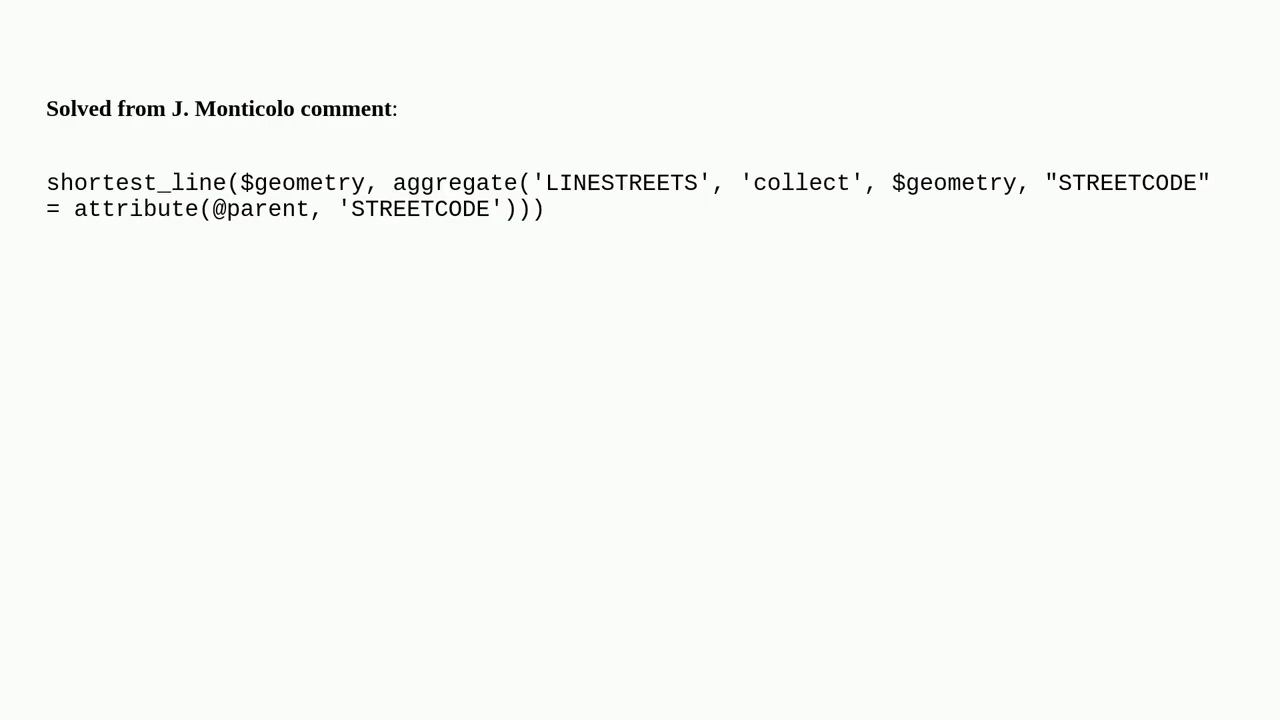 Solved from J. Monticolo comment:
shortest_line($geometry, aggregate('LINESTREETS', 'collect', $geometry, "STREETCODE"
= attribute(@parent, 'STREETCODE')))